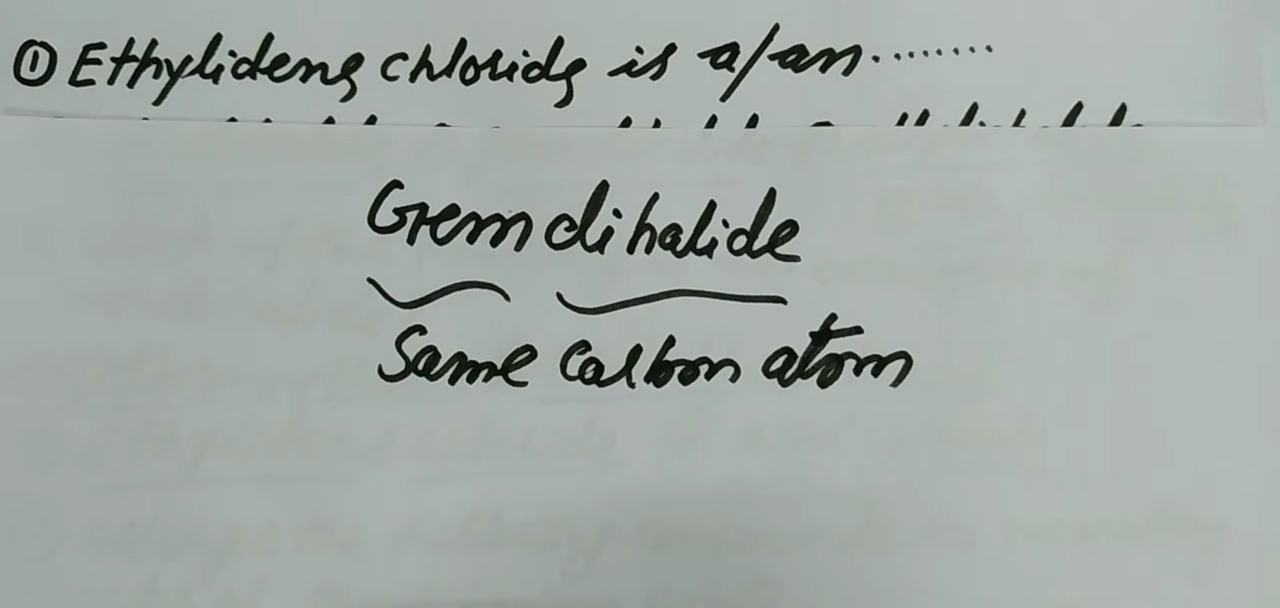 ① Ethylidene chloride is a/an........
Gem dihalide
Same carbon atom